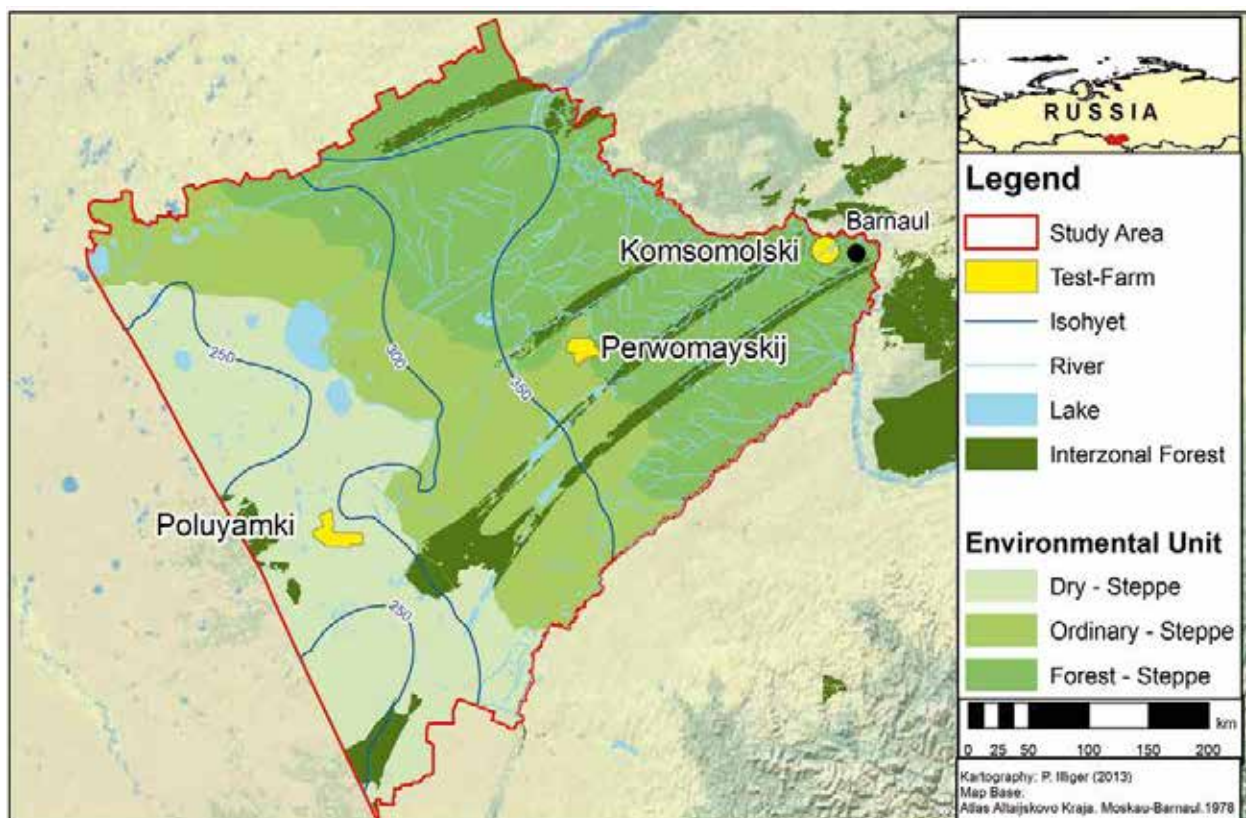 RUSSIA
Legend
Study Area
Test-Farm
Isohyet
River
Lake
Interzonal Forest
Environmental Unit
Dry - Steppe
Ordinary - Steppe
Forest - Steppe
km
0 25 50 100 150 200
Kartography: P. Illiger (2013)
Map Base:
Atlas Altaijskovo Kraja. Moskau-Barnaul.1978
Barnaul
Komsomolski
Perwomayskij
Poluyamki
250
300
350
250